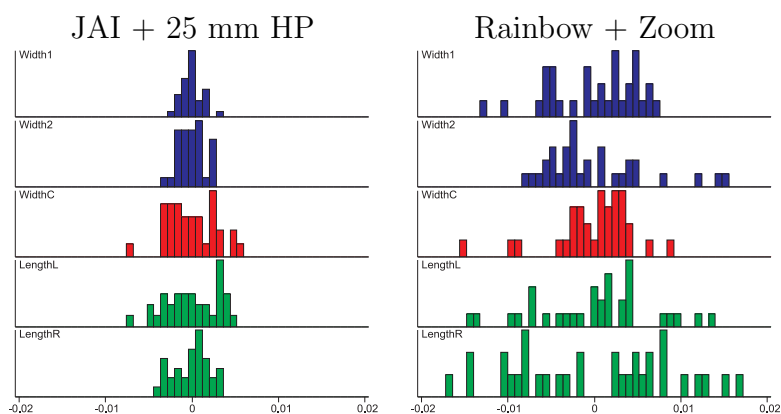 JAI + 25 mm HP
Rainbow + Zoom
Width1
Width2
WidthC
LengthL
LengthR
-0.02 -0.01 0 0.01 0.02
Width1
Width2
WidthC
LengthL
LengthR
-0.02 -0.01 0 0.01 0.02